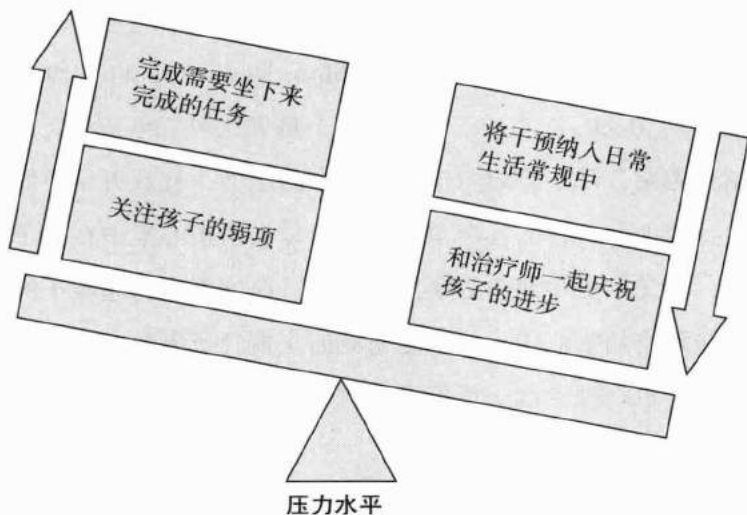 完成需要坐下来
完成的任务
关注孩子的弱项
将干预纳入日常
生活常规中
和治疗师一起庆祝
孩子的进步
压力水平